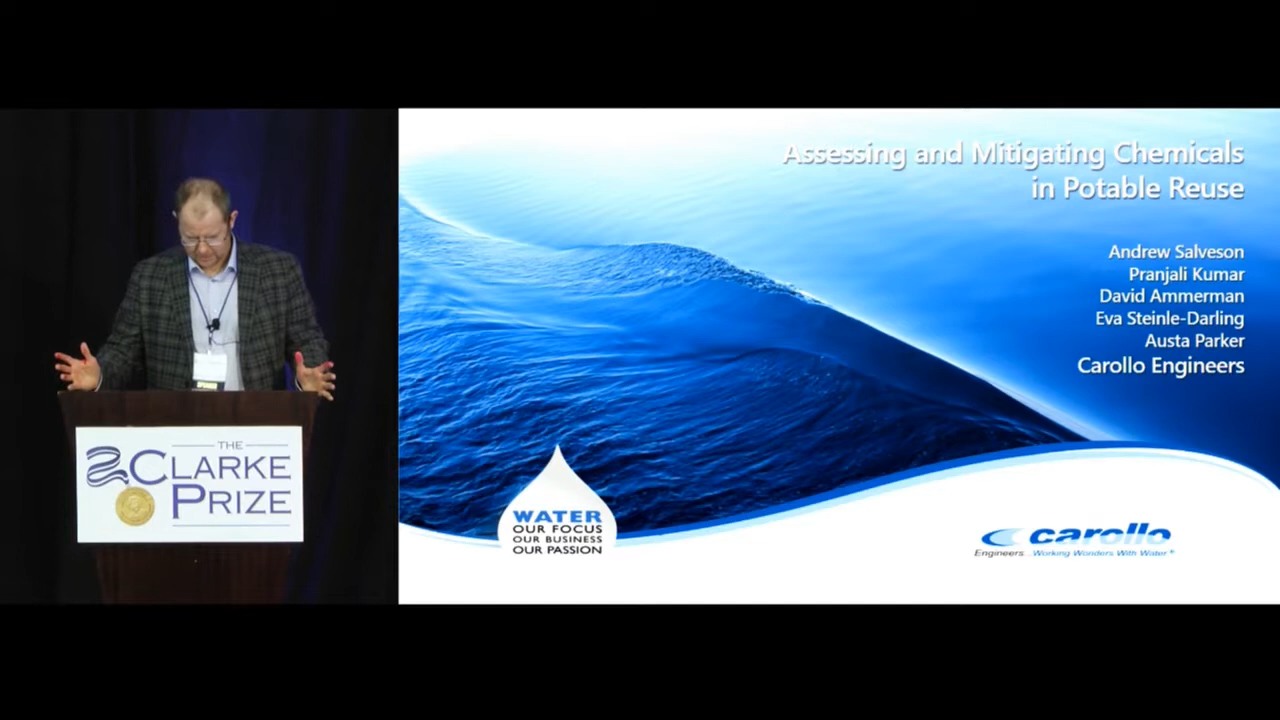 THE
CLARKE
PRIZE
Assessing and Mitigating Chemicals
in Potable Reuse
Andrew Salveson
Pranjali Kumar
David Ammerman
Eva Steinle-Darling
Austa Parker
Carollo Engineers
WATER
OUR FOCUS
OUR BUSINESS
OUR PASSION
carollo
Engineers...Working Wonders With Water®